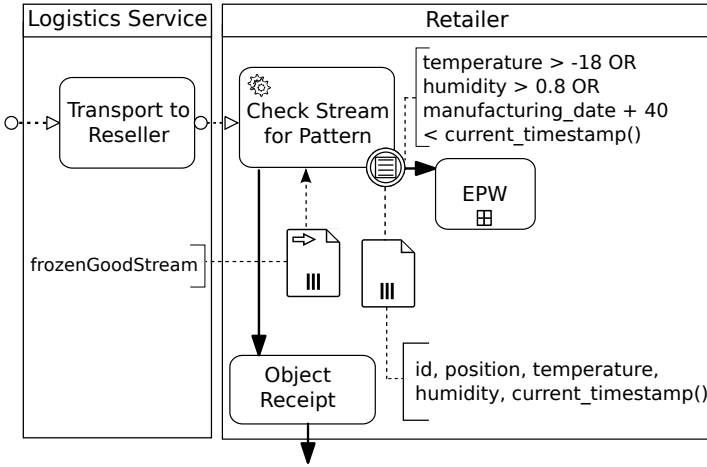 Logistics Service
Retailer
Transport to
Reseller
Check Stream
for Pattern
temperature > -18 OR
humidity > 0.8 OR
manufacturing_date + 40
< current_timestamp()
EPW
frozenGoodStream
Object
Receipt
id, position, temperature,
humidity, current_timestamp()